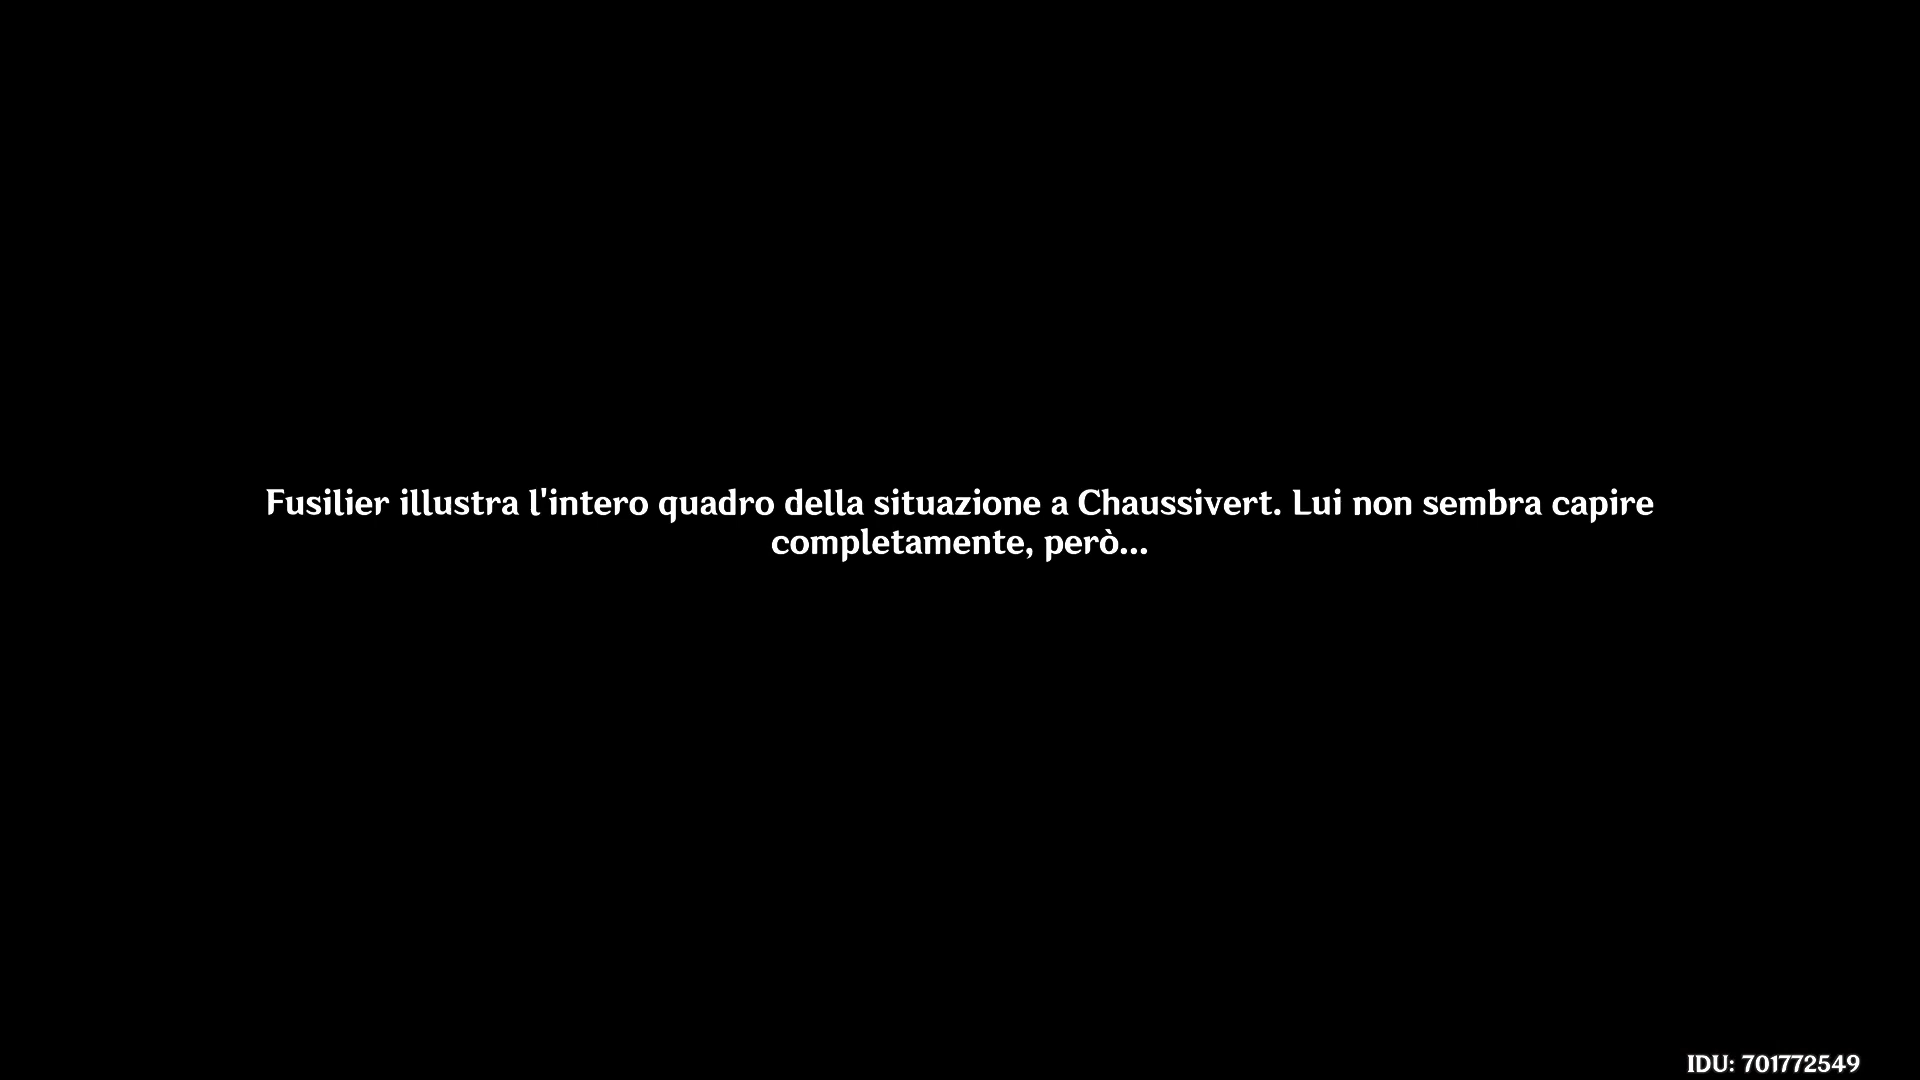 Fusilier illustra l'intero quadro della situazione a Chaussivert. Lui non sembra capire
completamente, però...
IDU: 701772549